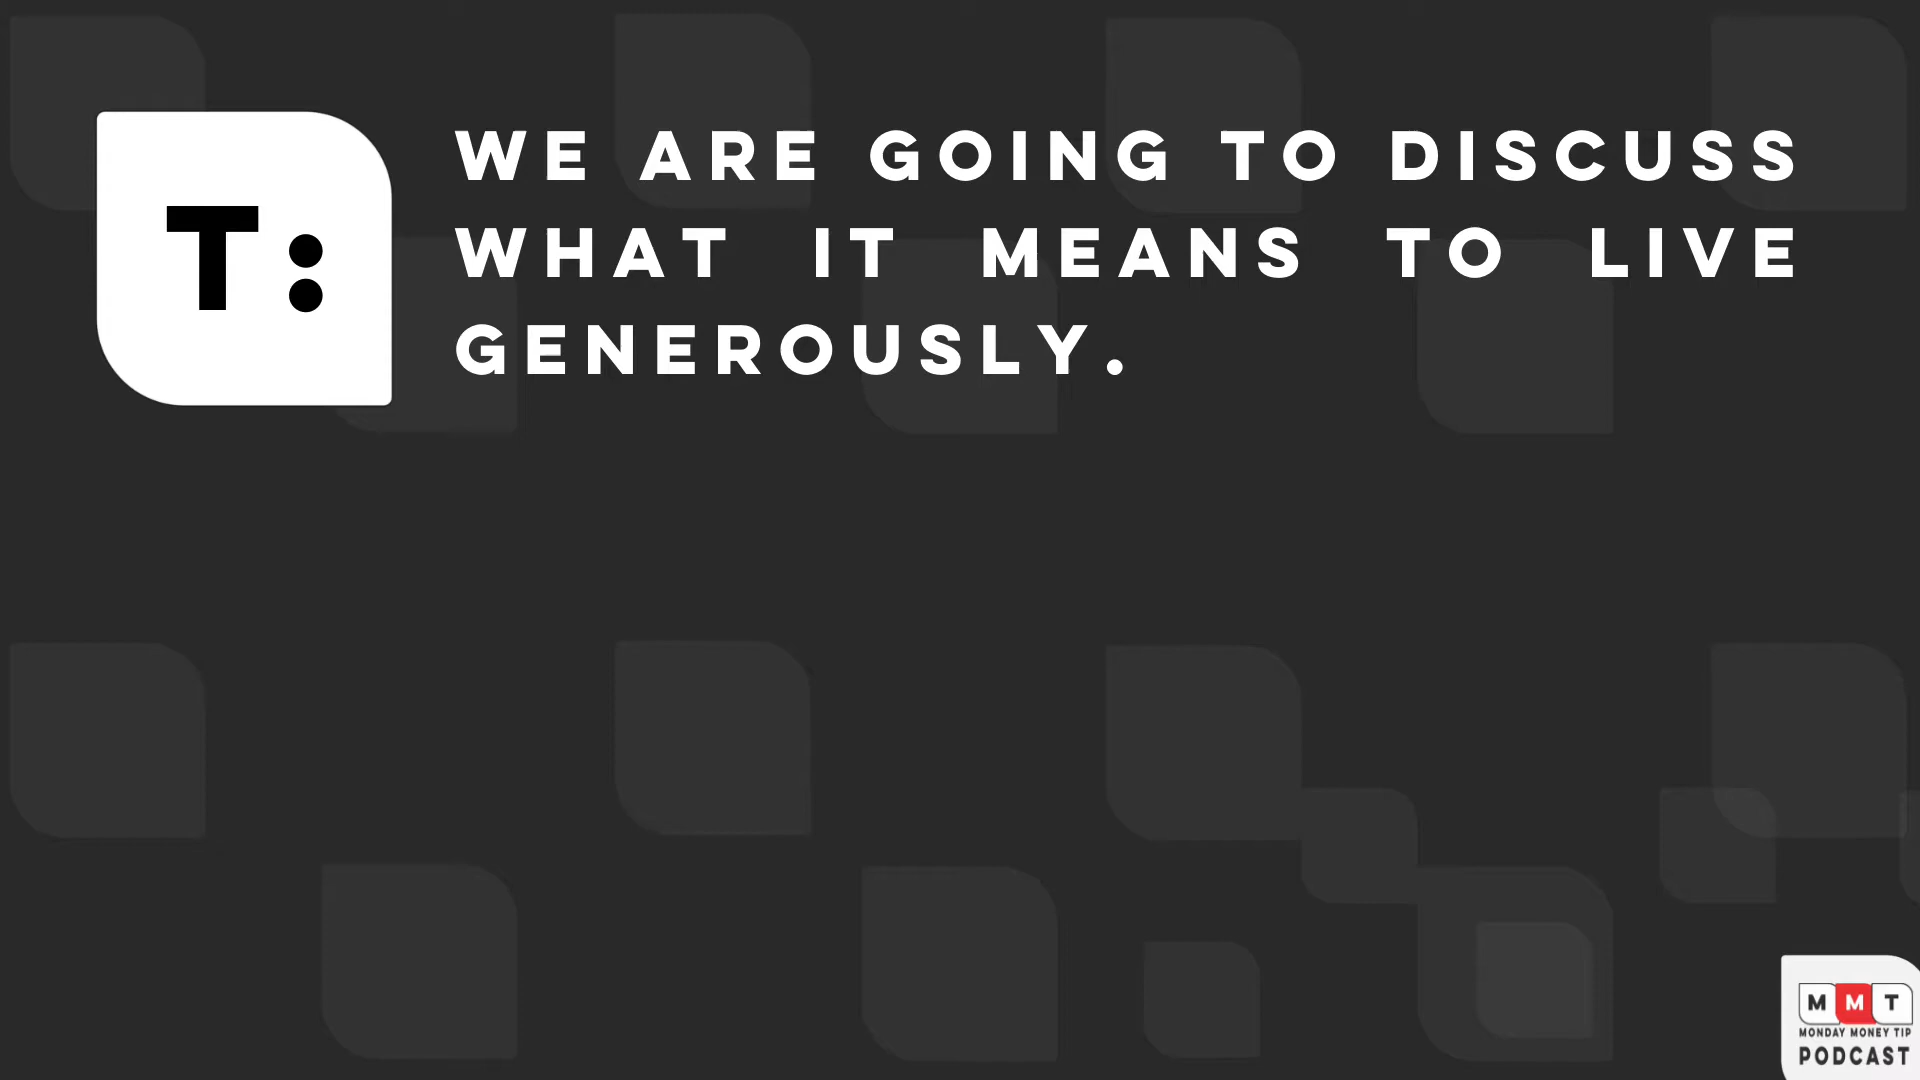 T:
WE ARE GOING TO DISCUSS
WHAT IT MEANS TO LIVE
GENEROUSLY.
M M T
MONDAY MONEY TIP
PODCAST